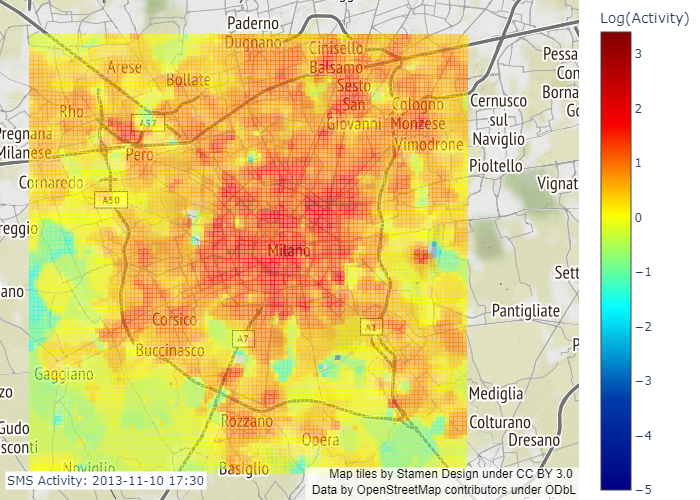 Paderno
Dugnano
Cinisello
Balsamo
Arese
Bollate
Sesto
San
Giovanni
Rho
A52
Cologno
Monzese
Cernusco
sul
Naviglio
Pessa
Con
Borna
Go
Pregnana
Milanese
Pero
Vimodrone
Pioltello
Cornaredo
A50
Vignat
reggio
Milano
Sett
ano
Pantigliate
Corsico
A7
A1
P
Buccinasco
Gaggiano
zo
Mediglia
Rozzano
Colturano
Gudo
sconti
Opera
Dresano
Noviglio
Basiglio
SMS Activity: 2013-11-10 17:30
Map tiles by Stamen Design under CC BY 3.0
Data by OpenStreetMap contributors under ODbL
Log(Activity)
3
2
1
0
−1
−2
−3
−4
−5